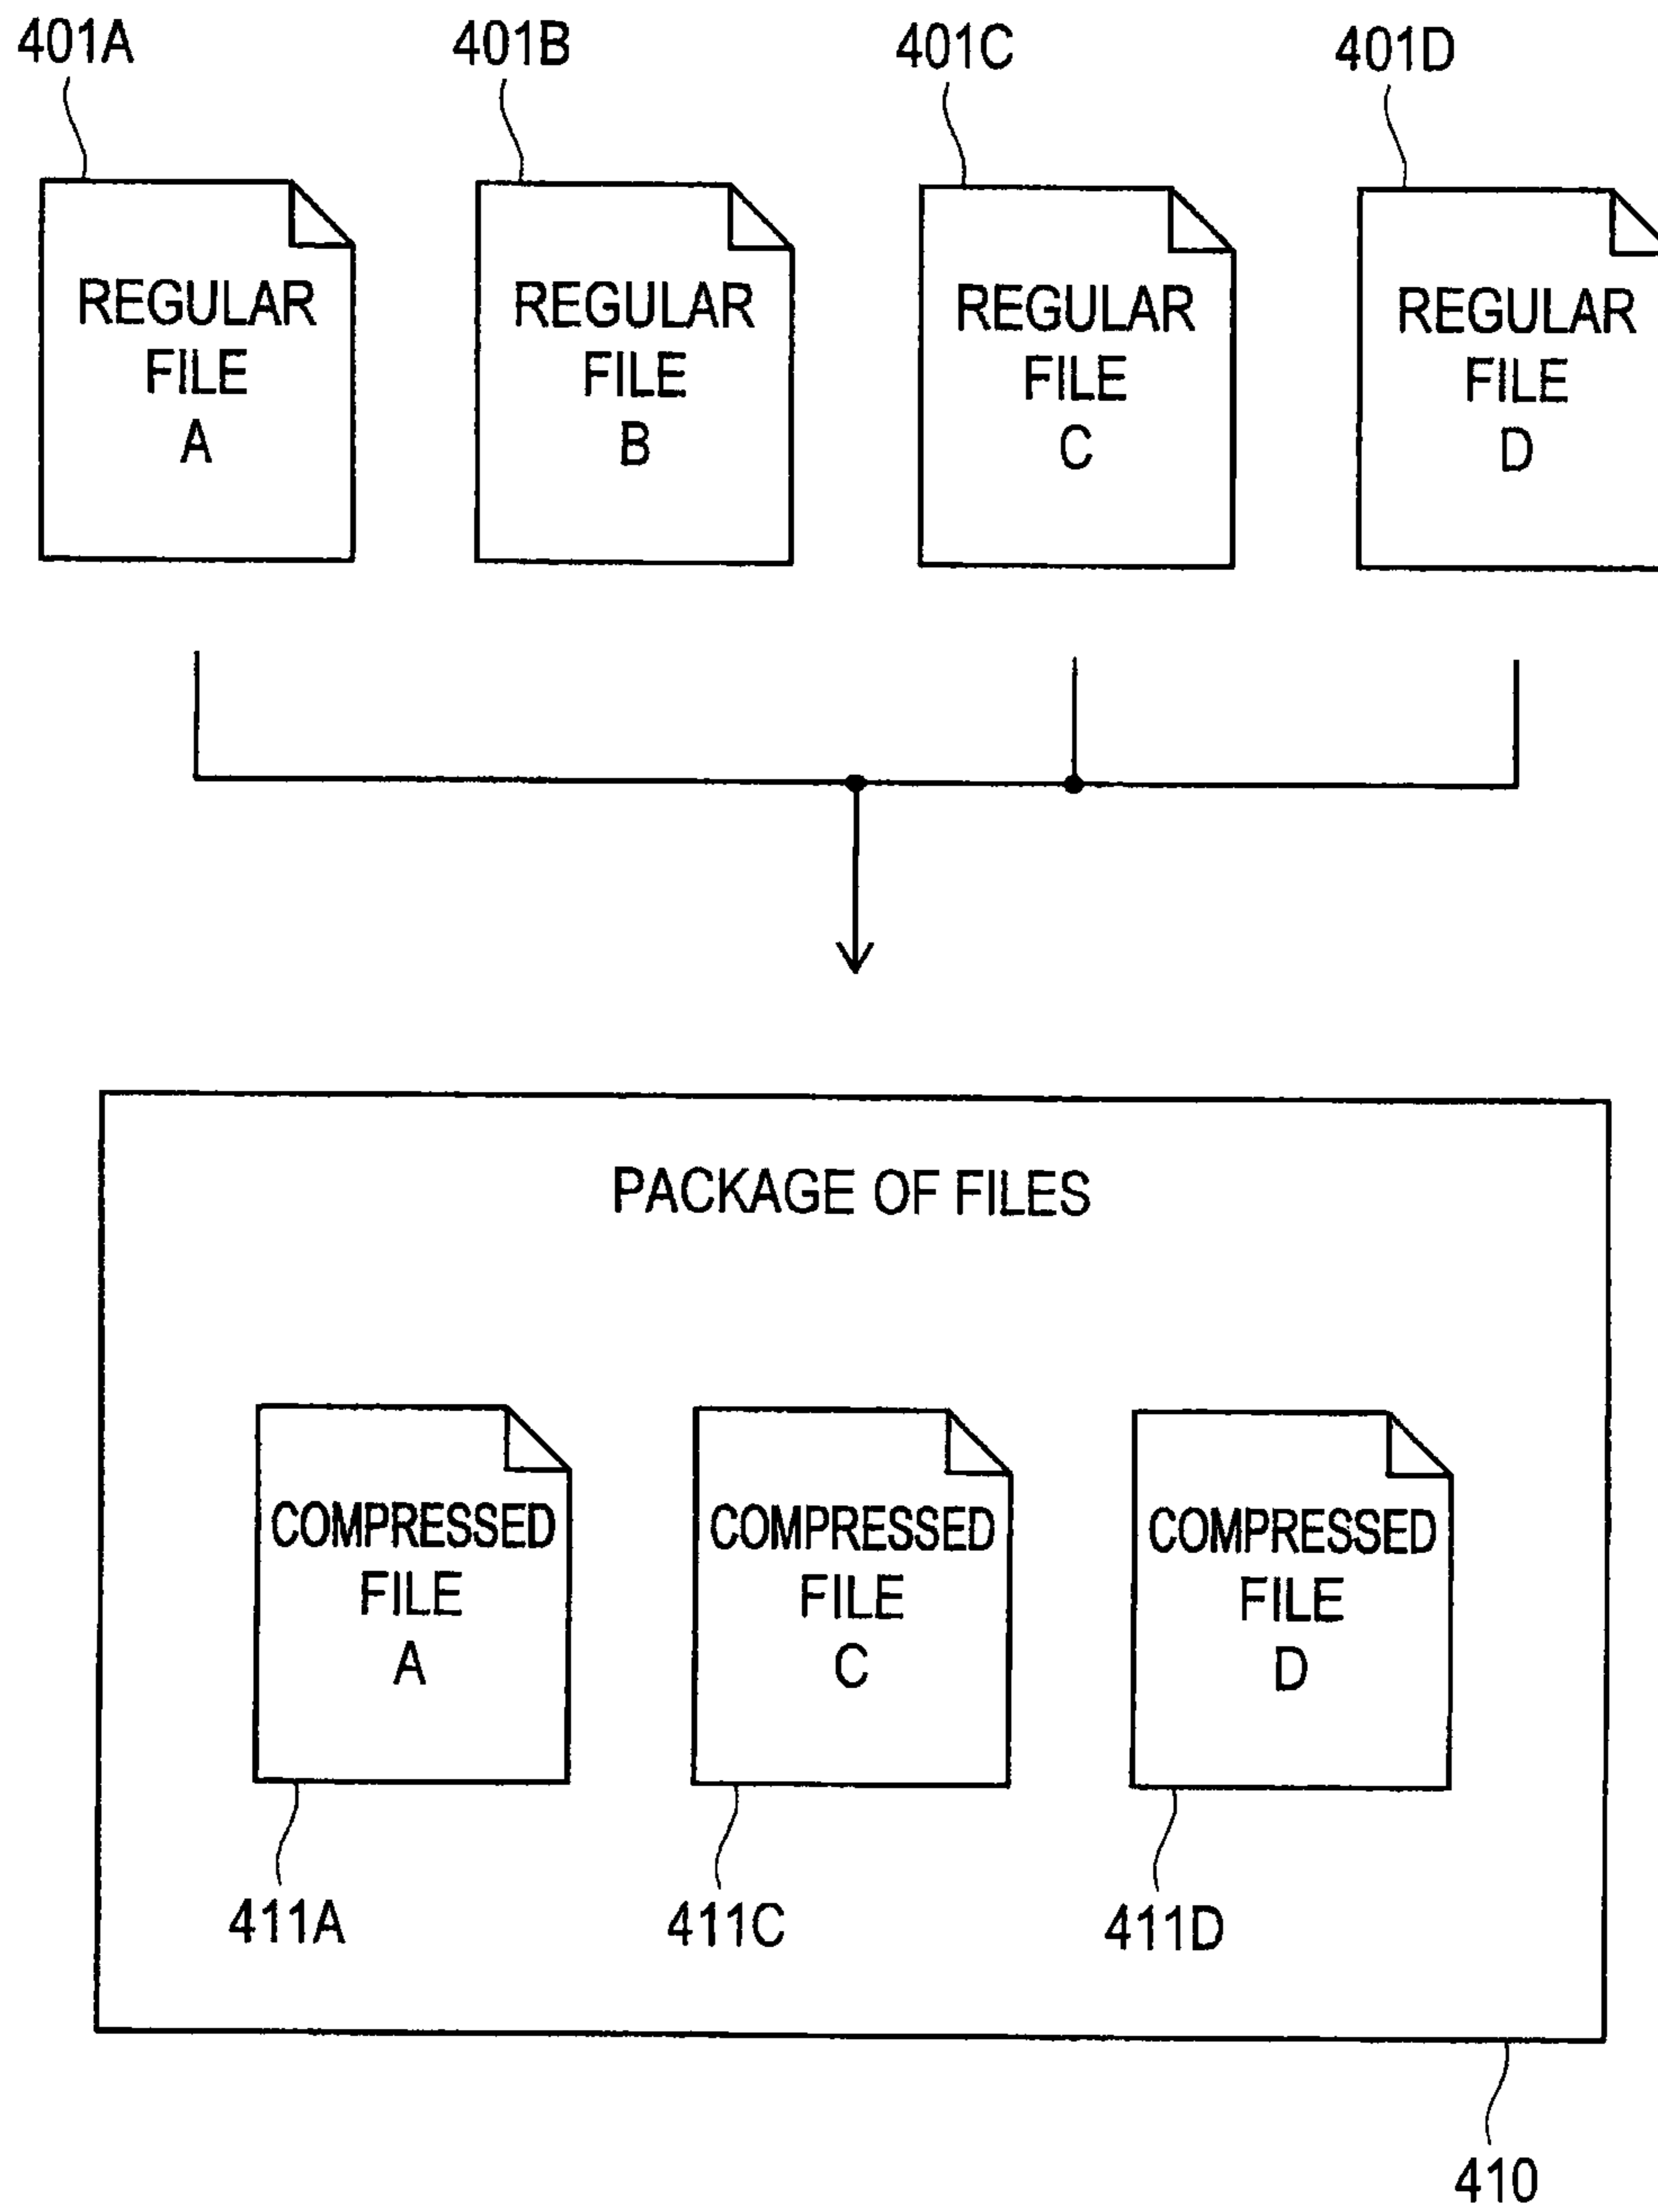 401A
401B
401C
401D
REGULAR
FILE
A
REGULAR
FILE
B
REGULAR
FILE
C
REGULAR
FILE
D
PACKAGE OF FILES
COMPRESSED
FILE
A
COMPRESSED
FILE
C
COMPRESSED
FILE
D
411A
411C
411D
410